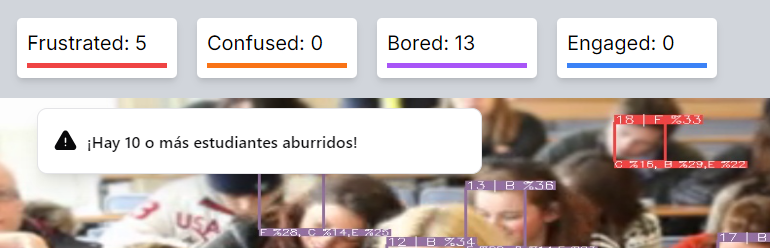 Frustrated: 5
Confused: 0
Bored: 13
Engaged: 0
¡Hay 10 o más estudiantes aburridos!
18 | F %33
C %16, B %29,E %22
13 | B %36
USA
F %28, C %14,E %25
12 | B %34
17 | B